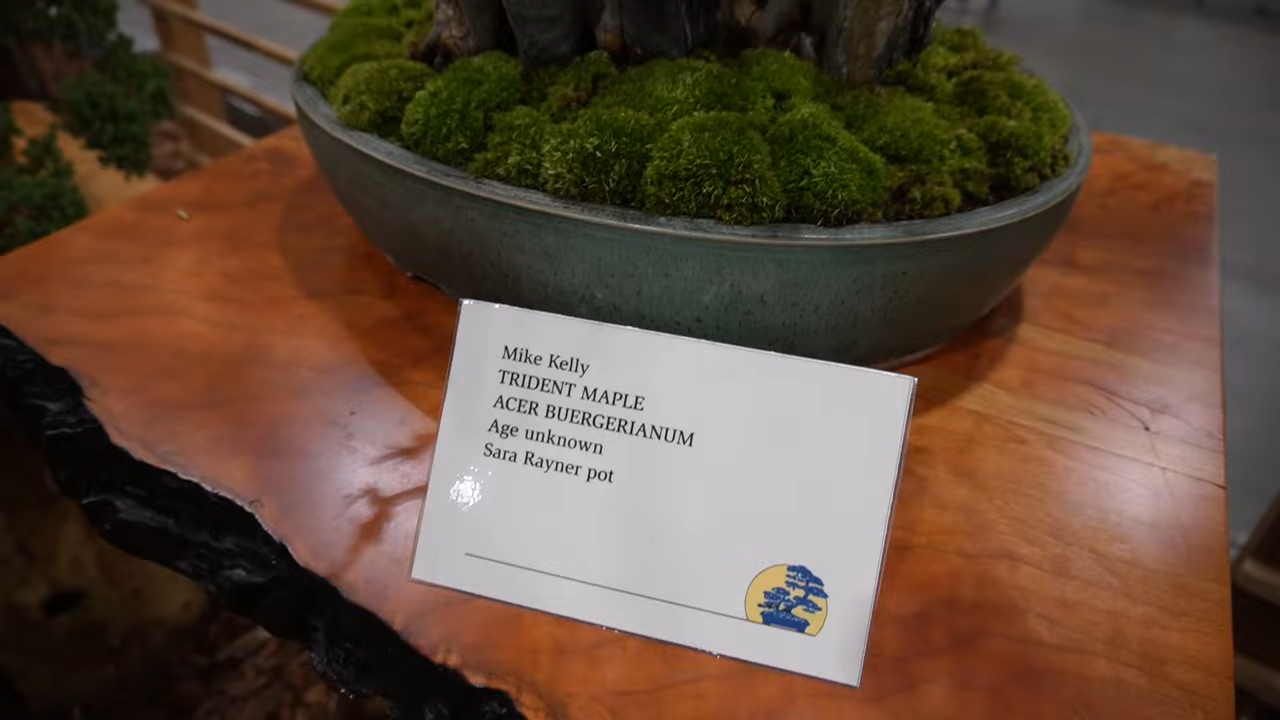 Mike Kelly
TRIDENT MAPLE
ACER BUERGERIANUM
Age unknown
Sara Rayner pot